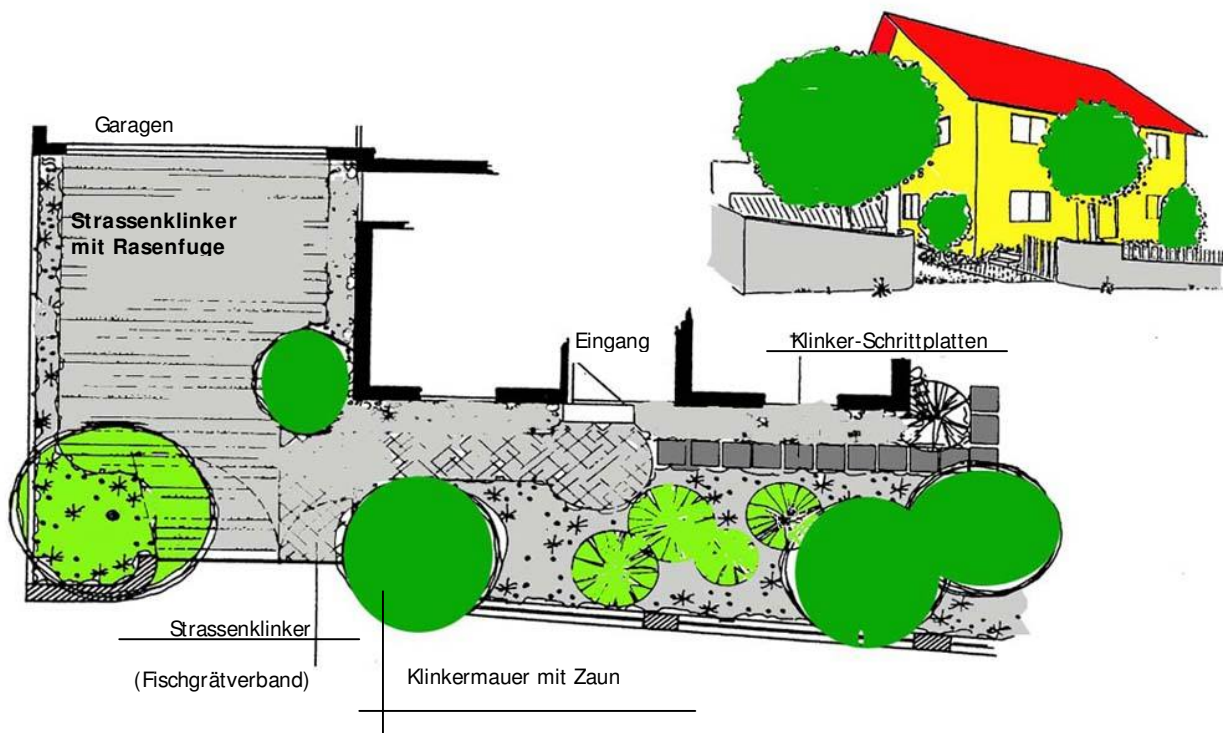 Garagen
Strassenklinker
mit Rasenfuge
Eingang
Klinker-Schrittplatten
Strassenklinker
(Fischgrätverband)
Klinkermauer mit Zaun